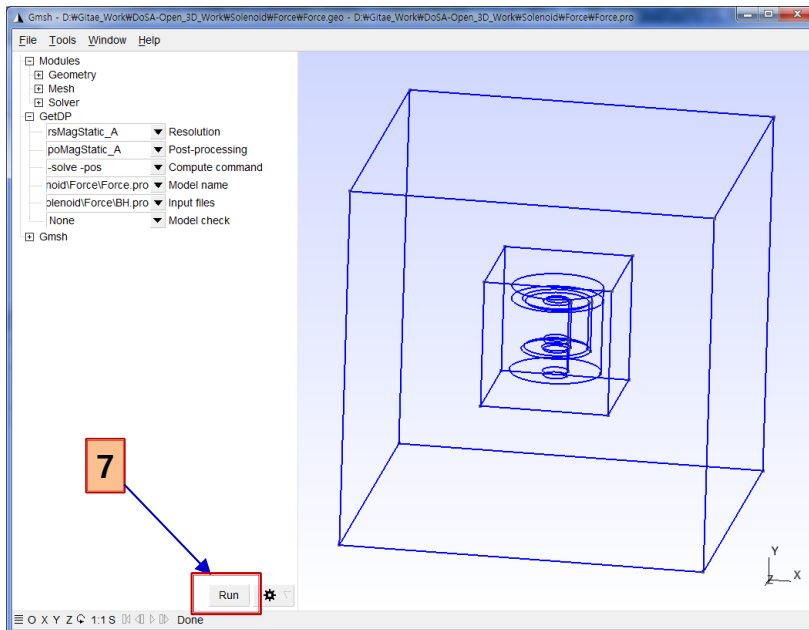 Gmsh - D:₩Gitae_Work₩DoSA-Open_3D_Work₩Solenoid₩Force₩Force.geo - D:₩Gitae_Work₩DoSA-Open_3D_Work₩Solenoid₩Force₩Force.pro
File Tools Window Help
Modules
Geometry
Mesh
Solver
GetDP
rsMagStatic_A Resolution
poMagStatic_A Post-processing
-solve -pos Compute command
noid\Force\Force.pro Model name
olenoid\Force\BH.pro Input files
None Model check
Gmsh
7
Run
Y
Z X
O X Y Z 1:1 S Done